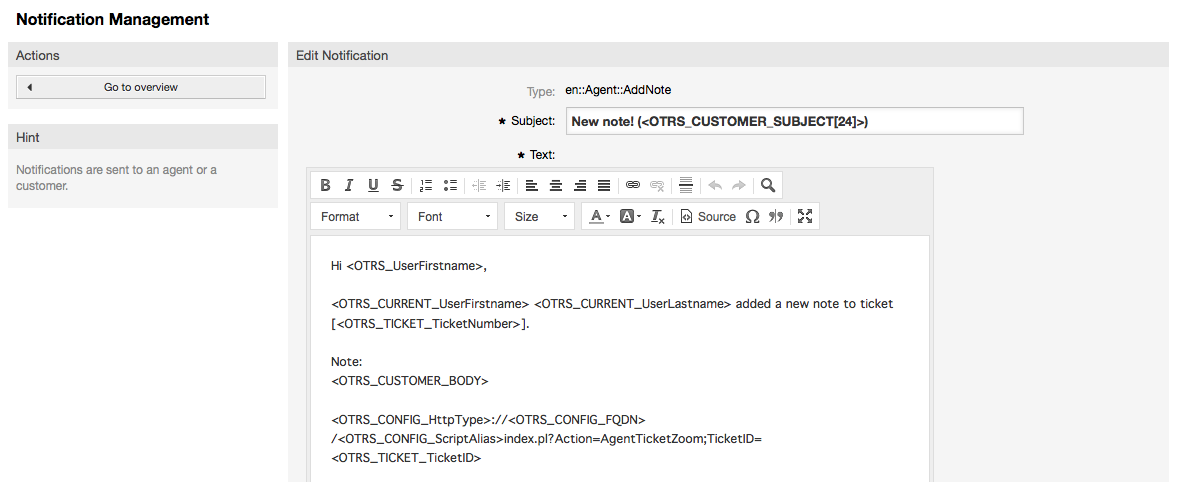 Notification Management
Actions
Go to overview
Hint
Notifications are sent to an agent or a
customer.
Edit Notification
Type: en::Agent::AddNote
★ Subject: New note! (<OTRS_CUSTOMER_SUBJECT[24]>)
★ Text:
B I U S
Format Font Size A A Tx Source Ω
Hi <OTRS_UserFirstname>,
<OTRS_CURRENT_UserFirstname> <OTRS_CURRENT_UserLastname> added a new note to ticket
[<OTRS_TICKET_TicketNumber>].
Note:
<OTRS_CUSTOMER_BODY>
<OTRS_CONFIG_HttpType>://<OTRS_CONFIG_FQDN>
/<OTRS_CONFIG_ScriptAlias>index.pl?Action=AgentTicketZoom;TicketID=
<OTRS_TICKET_TicketID>